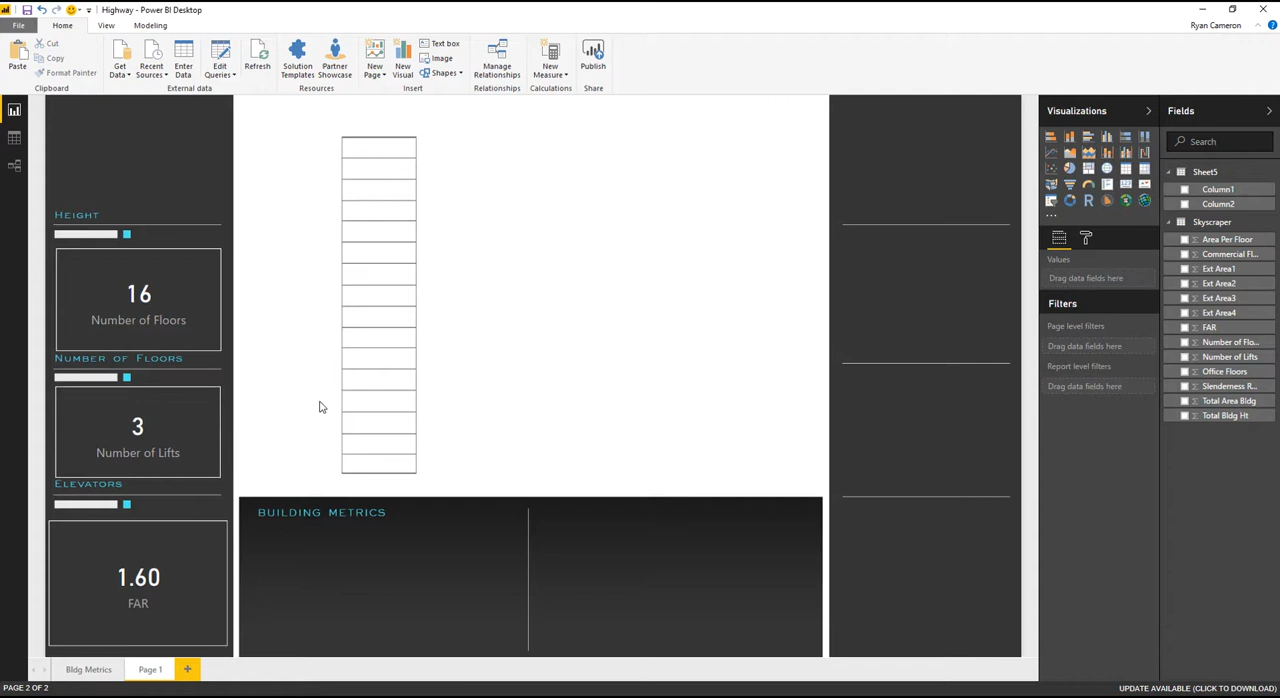 Highway - Power BI Desktop
File Home View Modeling Ryan Cameron
Paste
Cut
Copy
Format Painter
Get Data
Recent Sources
Enter Data
Edit Queries
Refresh
Solution Templates
Partner Showcase
New Page
New Visual
Text box
Image
Shapes
Manage Relationships
New Measure
Publish
Clipboard External data Resources Insert Relationships Calculations Share
HEIGHT
16
Number of Floors
NUMBER OF FLOORS
3
Number of Lifts
ELEVATORS
1.60
FAR
BUILDING METRICS
Visualizations
R
...
Values
Drag data fields here
Filters
Page level filters
Drag data fields here
Report level filters
Drag data fields here
Fields
Search
Sheet5
Column1
Column2
Skyscraper
Σ Area Per Floor
Σ Commercial Fl...
Σ Ext Area1
Σ Ext Area2
Σ Ext Area3
Σ Ext Area4
Σ FAR
Σ Number of Flo...
Σ Number of Lifts
Σ Office Floors
Σ Slenderness R...
Σ Total Area Bldg
Σ Total Bldg Ht
Bldg Metrics Page 1 +
PAGE 2 OF 2 UPDATE AVAILABLE (CLICK TO DOWNLOAD)